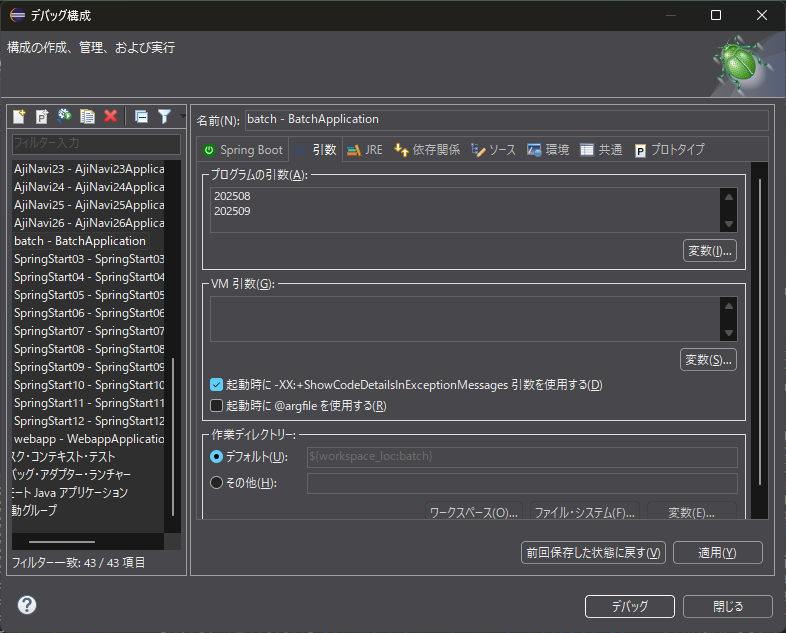 デバッグ構成
構成の作成、管理、および実行
名前(N):
batch - BatchApplication
フィルター入力
AjiNavi23 - AjiNavi23Applica
AjiNavi24 - AjiNavi24Applica
AjiNavi25 - AjiNavi25Applica
AjiNavi26 - AjiNavi26Applica
batch - BatchApplication
SpringStart03 - SpringStart03
SpringStart04 - SpringStart04
SpringStart05 - SpringStart05
SpringStart06 - SpringStart06
SpringStart07 - SpringStart07
SpringStart08 - SpringStart08
SpringStart09 - SpringStart09
SpringStart10 - SpringStart10
SpringStart11 - SpringStart11
SpringStart12 - SpringStart12
webapp - WebappApplicatio
スク・コンテキスト・テスト
バッグ・アダプター・ランチャー
モート Java アプリケーション
動グループ
フィルター一致: 43 / 43 項目
Spring Boot 引数 JRE 依存関係 ソース 環境 共通 P プロトタイプ
プログラムの引数(A):
202508
202509
変数(I)...
VM 引数(G):
変数(S)...
起動時に -XX:+ShowCodeDetailsInExceptionMessages 引数を使用する(D)
起動時に @argfile を使用する(R)
作業ディレクトリー:
デフォルト(U):
${workspace_loc:batch}
その他(H):
ワークスペース(O)... ファイル・システム(F)... 変数(E)...
前回保存した状態に戻す(V) 適用(Y)
デバッグ 閉じる